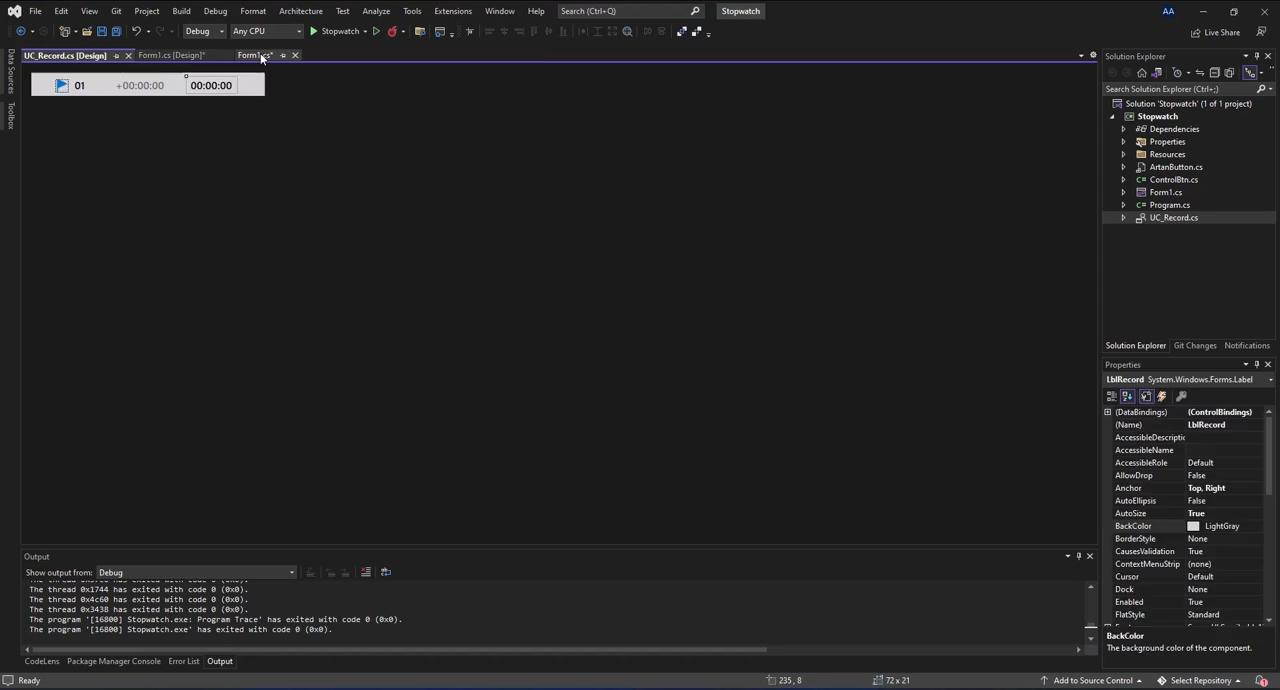 File Edit View Git Project Build Debug Format Architecture Test Analyze Tools Extensions Window Help Search (Ctrl+Q) Stopwatch AA
Debug Any CPU Stopwatch Live Share
UC_Record.cs [Design] Form1.cs [Design]* Form1.cs*
Data Sources
Toolbox
01 +00:00:00 00:00:00
Solution Explorer
Search Solution Explorer (Ctrl+;)
Solution 'Stopwatch' (1 of 1 project)
Stopwatch
Dependencies
Properties
Resources
ArtanButton.cs
ControlBtn.cs
Form1.cs
Program.cs
UC_Record.cs
Solution Explorer Git Changes Notifications
Properties
LblRecord System.Windows.Forms.Label
(DataBindings) (ControlBindings)
(Name) LblRecord
AccessibleDescripti
AccessibleName
AccessibleRole Default
AllowDrop False
Anchor Top, Right
AutoEllipsis False
AutoSize True
BackColor LightGray
BorderStyle None
CausesValidation True
ContextMenuStrip (none)
Cursor Default
Dock None
Enabled True
FlatStyle Standard
BackColor
The background color of the component.
Output
Show output from: Debug
The thread 0x1744 has exited with code 0 (0x0).
The thread 0x4c60 has exited with code 0 (0x0).
The thread 0x3438 has exited with code 0 (0x0).
The program '[16800] Stopwatch.exe: Program Trace' has exited with code 0 (0x0).
The program '[16800] Stopwatch.exe' has exited with code 0 (0x0).
CodeLens Package Manager Console Error List Output
Ready 235, 8 72 x 21 Add to Source Control Select Repository 1